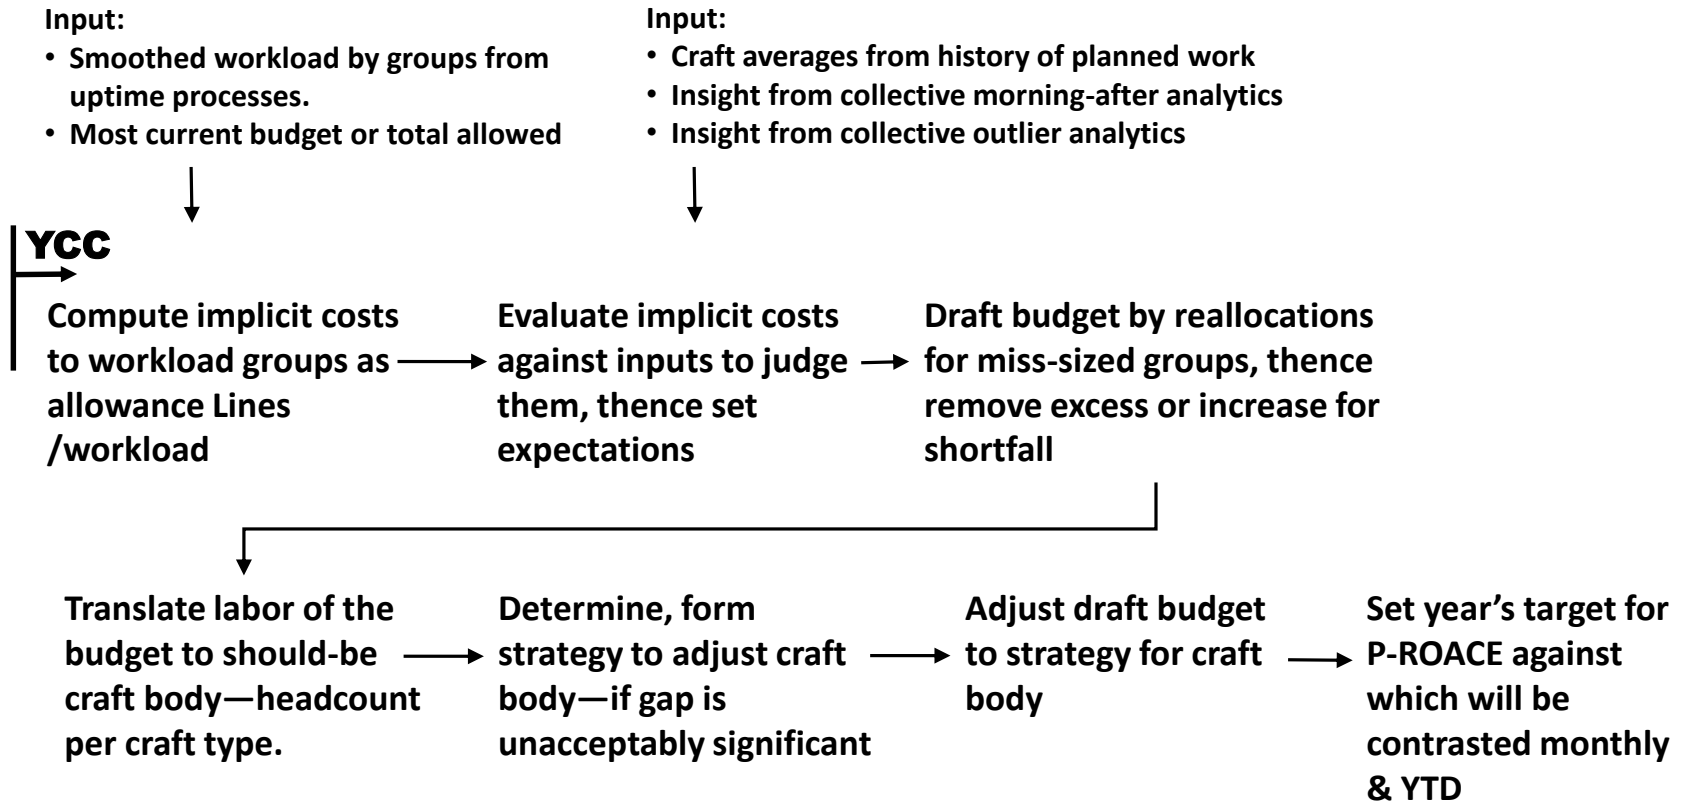 Input:
• Smoothed workload by groups from
uptime processes.
• Most current budget or total allowed
Input:
• Craft averages from history of planned work
• Insight from collective morning-after analytics
• Insight from collective outlier analytics
YCC
Compute implicit costs
to workload groups as
allowance Lines
/workload
Evaluate implicit costs
against inputs to judge
them, thence set
expectations
Draft budget by reallocations
for miss-sized groups, thence
remove excess or increase for
shortfall
Translate labor of the
budget to should-be
craft body—headcount
per craft type.
Determine, form
strategy to adjust craft
body—if gap is
unacceptably significant
Adjust draft budget
to strategy for craft
body
Set year’s target for
P-ROACE against
which will be
contrasted monthly
& YTD